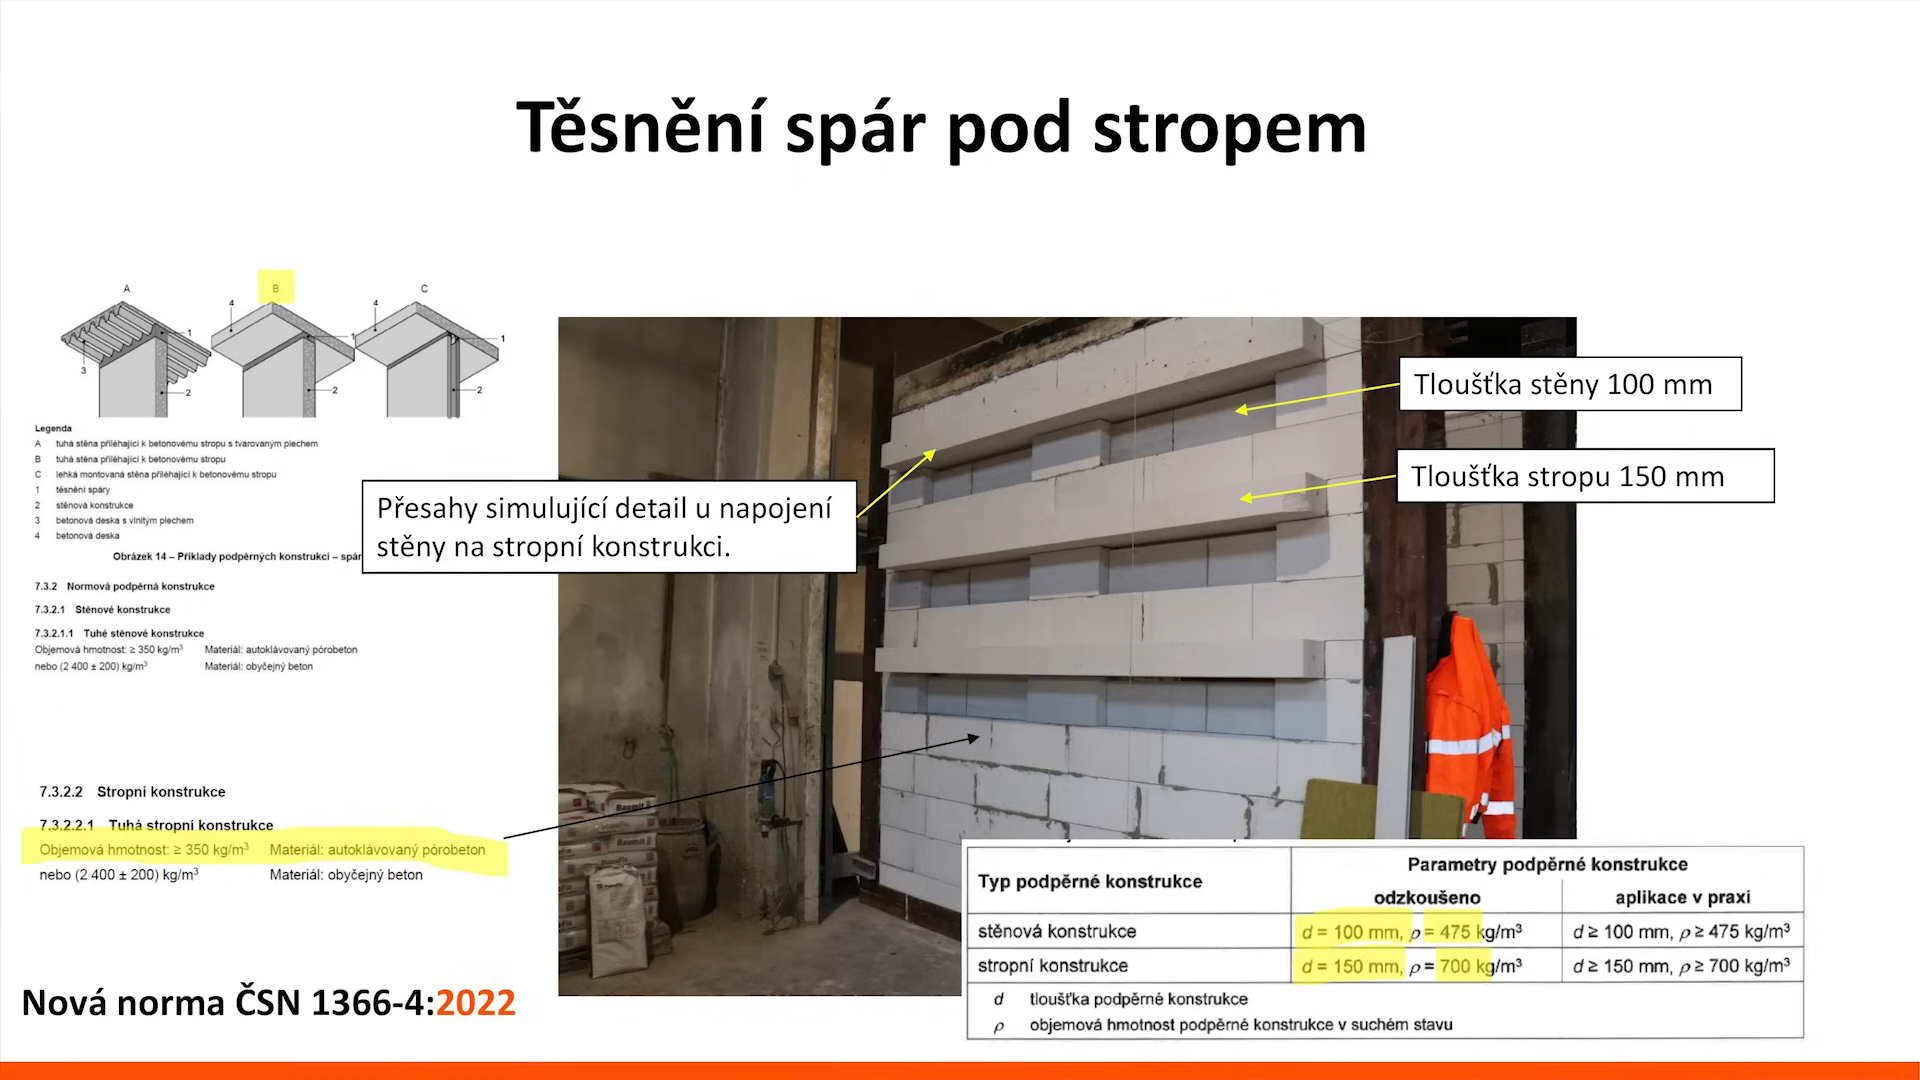 Těsnění spár pod stropem
A
B
C
4
4
1
1
1
3
2
2
2
Legenda
A tuhá stěna přiléhající k betonovému stropu s tvarovaným plechem
B tuhá stěna přiléhající k betonovému stropu
C lehká montovaná stěna přiléhající k betonovému stropu
1 těsnění spáry
2 stěnová konstrukce
3 betonová deska s vlnitým plechem
4 betonová deska
Obrázek 14 – Příklady podpěrných konstrukcí –
7.3.2 Normová podpěrná konstrukce
7.3.2.1 Stěnové konstrukce
7.3.2.1.1 Tuhé stěnové konstrukce
Objemová hmotnost: ≥ 350 kg/m³ Materiál: autoklávovaný pórobeton
nebo (2 400 ± 200) kg/m³ Materiál: obyčejný beton
7.3.2.2 Stropní konstrukce
7.3.2.2.1 Tuhá stropní konstrukce
Objemová hmotnost: ≥ 350 kg/m³ Materiál: autoklávovaný pórobeton
nebo (2 400 ± 200) kg/m³ Materiál: obyčejný beton
Nová norma ČSN 1366-4:2022
Přesahy simulující detail u napojení
stěny na stropní konstrukci.
Tloušťka stěny 100 mm
Tloušťka stropu 150 mm
Baumit
Typ podpěrné konstrukce
Parametry podpěrné konstrukce
odzkoušeno aplikace v praxi
stěnová konstrukce d = 100 mm, ρ = 475 kg/m³ d ≥ 100 mm, ρ ≥ 475 kg/m³
stropní konstrukce d = 150 mm, ρ = 700 kg/m³ d ≥ 150 mm, ρ ≥ 700 kg/m³
d tloušťka podpěrné konstrukce
ρ objemová hmotnost podpěrné konstrukce v suchém stavu